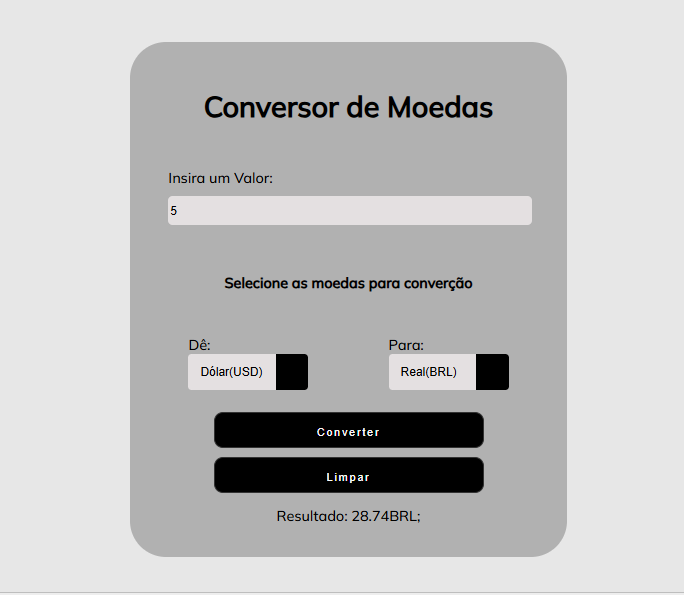 Conversor de Moedas
Insira um Valor:
5
Selecione as moedas para converção
Dê: Para:
Dólar(USD) Real(BRL)
Converter
Limpar
Resultado: 28.74BRL;